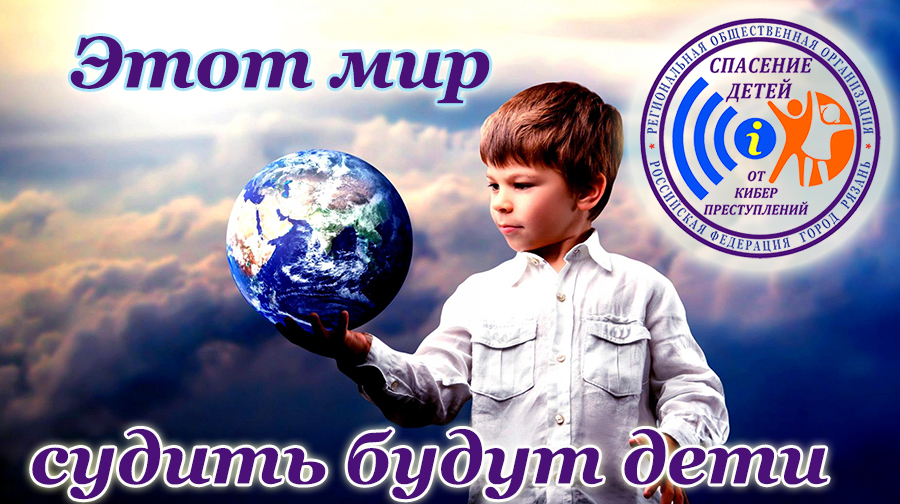 Этот мир
РЕГИОНАЛЬНАЯ ОБЩЕСТВЕННАЯ ОРГАНИЗАЦИЯ
СПАСЕНИЕ
ДЕТЕЙ
i
ОТ
КИБЕР
ПРЕСТУПЛЕНИЙ
РОССИЙСКАЯ ФЕДЕРАЦИЯ ГОРОД РЯЗАНЬ
судить будут дети